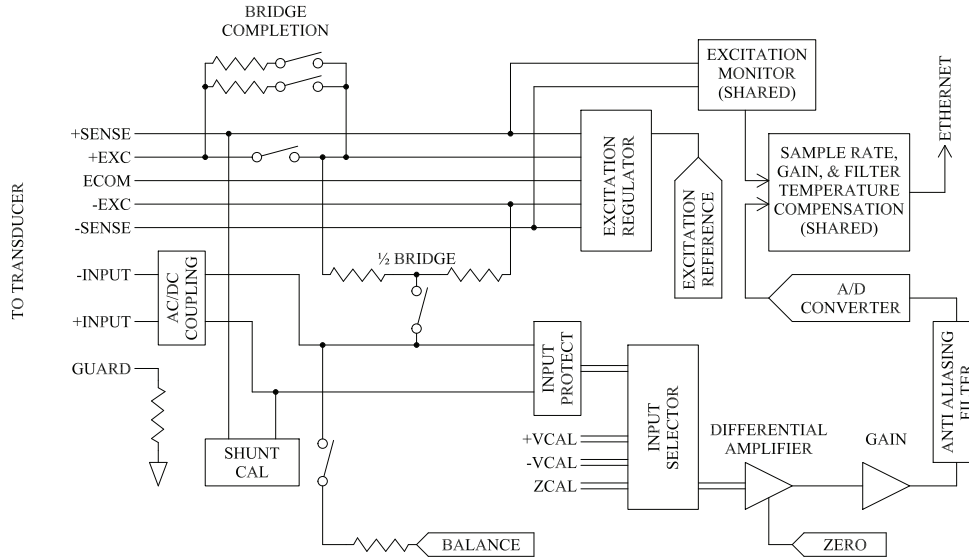 BRIDGE
COMPLETION
EXCITATION
MONITOR
(SHARED)
ETHERNET
+SENSE
+EXC
ECOM
-EXC
-SENSE
EXCITATION
REGULATOR
EXCITATION
REFERENCE
SAMPLE RATE,
GAIN, & FILTER
TEMPERATURE
COMPENSATION
(SHARED)
TO TRANSDUCER
½ BRIDGE
-INPUT
+INPUT
AC/DC
COUPLING
A/D
CONVERTER
GUARD
INPUT
PROTECT
INPUT
SELECTOR
ANTI ALIASING
FILTER
SHUNT
CAL
+VCAL
-VCAL
ZCAL
DIFFERENTIAL
AMPLIFIER
GAIN
BALANCE
ZERO